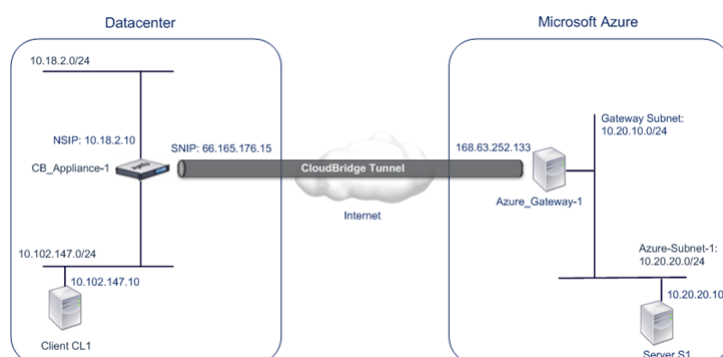 Datacenter
Microsoft Azure
10.18.2.0/24
NSIP: 10.18.2.10
CB_Appliance-1
SNIP: 66.165.176.15
CloudBridge Tunnel
Internet
168.63.252.133
Azure_Gateway-1
Gateway Subnet:
10.20.10.0/24
10.102.147.0/24
10.102.147.10
Client CL1
Azure-Subnet-1:
10.20.20.0/24
10.20.20.10
Server S1